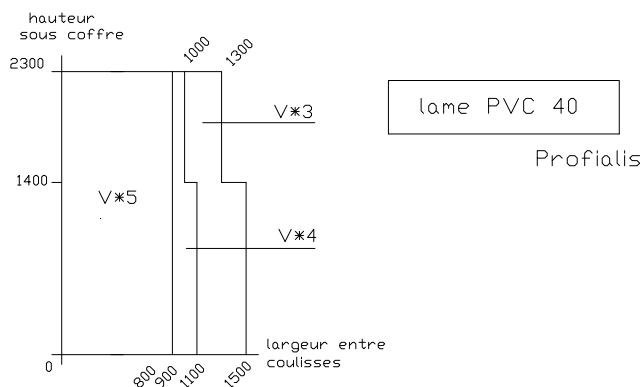 hauteur
sous coffre
1000
1300
2300
lame PVC 40
V*3
Profialis
1400
V*5
V*4
largeur entre
coulisses
0
800
900
1100
1500